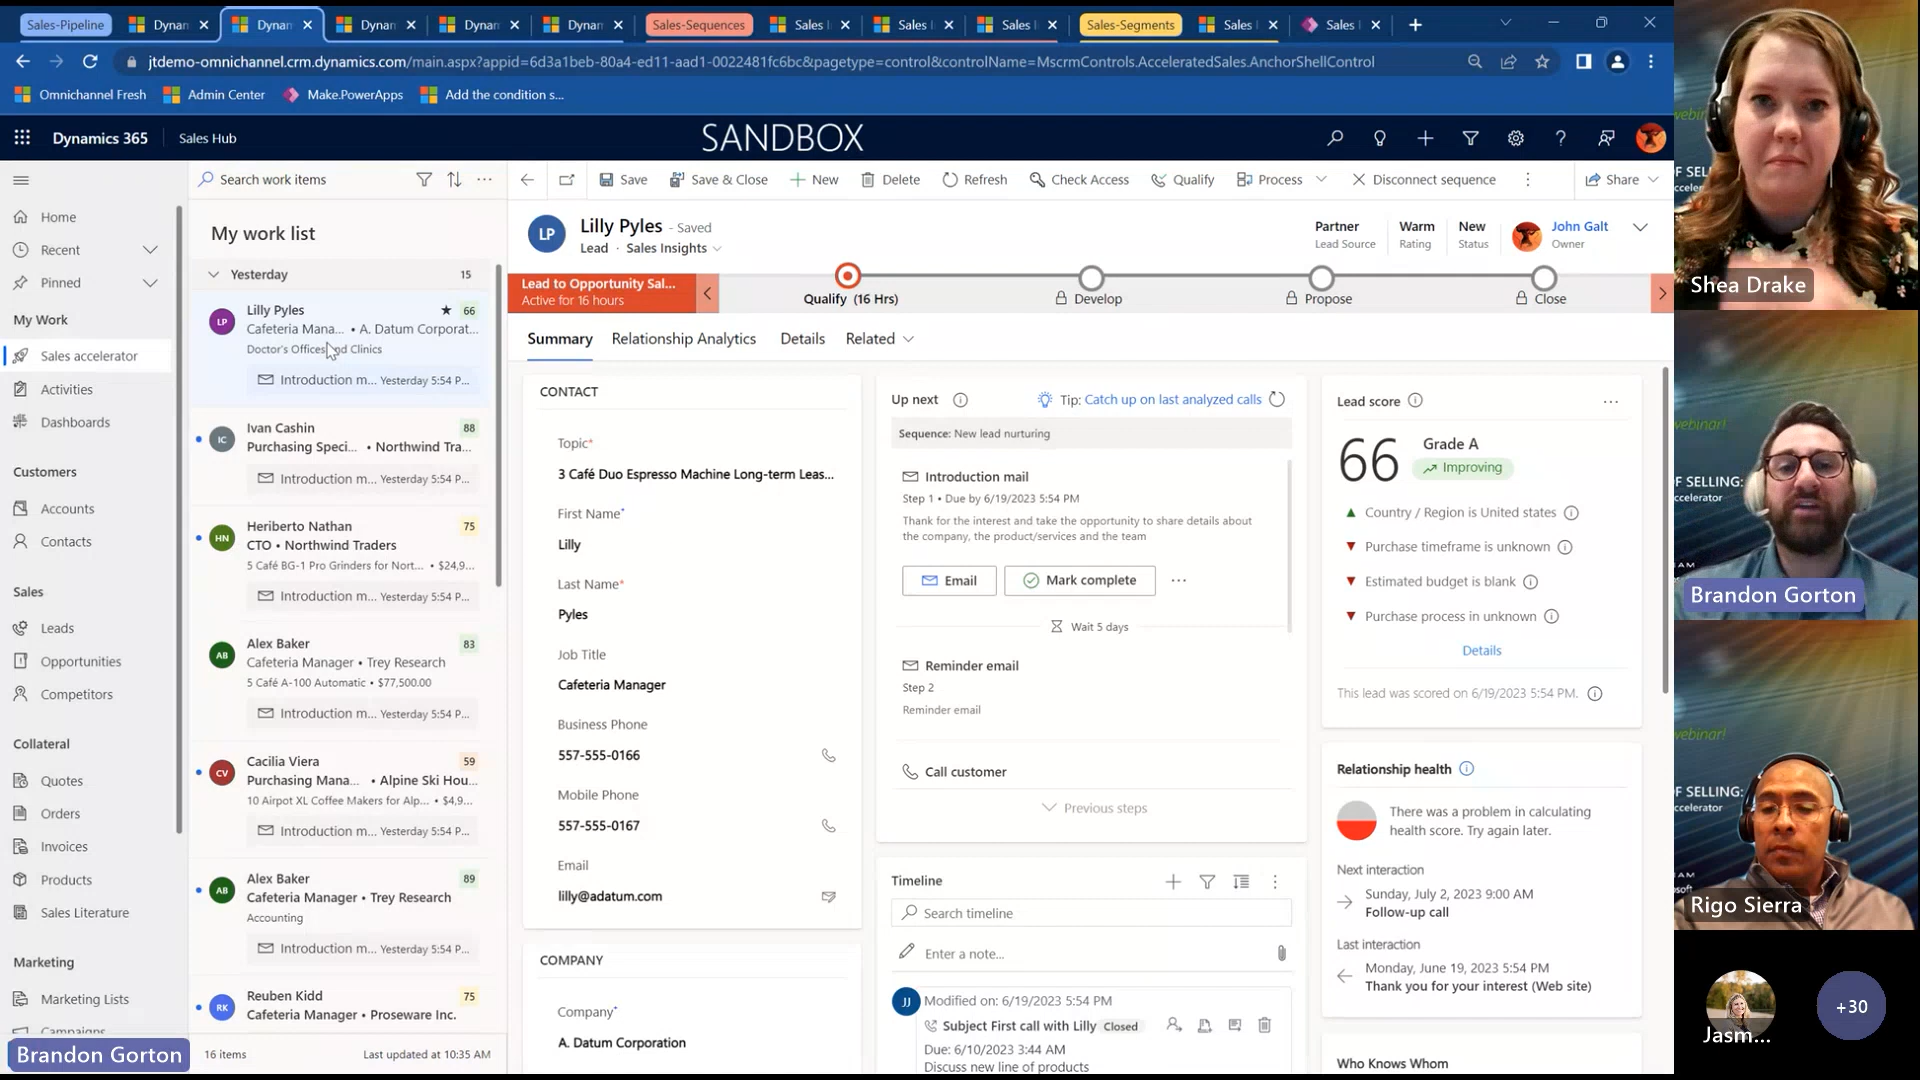 Sales-Pipeline
Dynan
Dynan
Dynan
Dynan
Dynan
Sales-Sequences
Sales I
Sales I
Sales I
Sales-Segments
Sales
Sales
jtdemo-omnichannel.crm.dynamics.com/main.aspx?appid=6d3a1beb-80a4-ed11-aad1-0022481fc6bc&pagetype=control&controlName=MscrmControls.AcceleratedSales.AnchorShellControl
Omnichannel Fresh
Admin Center
Make.PowerApps
Add the condition s...
Dynamics 365
Sales Hub
SANDBOX
Home
Recent
Pinned
My Work
Sales accelerator
Activities
Dashboards
Customers
Accounts
Contacts
Sales
Leads
Opportunities
Competitors
Collateral
Quotes
Orders
Invoices
Products
Sales Literature
Marketing
Marketing Lists
Campaigns
Brandon Gorton
Search work items
My work list
Yesterday 15
LP
Lilly Pyles 66
Cafeteria Mana... • A. Datum Corporat...
Doctor's Offices and Clinics
Introduction m... Yesterday 5:54 P...
IC
Ivan Cashin 88
Purchasing Speci... • Northwind Tra...
Introduction m... Yesterday 5:54 P...
HN
Heriberto Nathan 75
CTO • Northwind Traders
5 Café BG-1 Pro Grinders for Nort... • $24,9...
Introduction m... Yesterday 5:54 P...
AB
Alex Baker 83
Cafeteria Manager • Trey Research
5 Café A-100 Automatic • $77,500.00
Introduction m... Yesterday 5:54 P...
CV
Cacilia Viera 59
Purchasing Mana... • Alpine Ski Hou...
10 Airpot XL Coffee Makers for Alp... • $4,9...
Introduction m... Yesterday 5:54 P...
AB
Alex Baker 89
Cafeteria Manager • Trey Research
Accounting
Introduction m... Yesterday 5:54 P...
RK
Reuben Kidd 75
Cafeteria Manager • Proseware Inc.
16 items
Last updated at 10:35 AM
Save
Save & Close
New
Delete
Refresh
Check Access
Qualify
Process
Disconnect sequence
Share
LP
Lilly Pyles - Saved
Lead · Sales Insights
Partner
Lead Source
Warm
Rating
New
Status
John Galt
Owner
Lead to Opportunity Sal...
Active for 16 hours
Qualify (16 Hrs)
Develop
Propose
Close
Summary
Relationship Analytics
Details
Related
CONTACT
Topic*
3 Café Duo Espresso Machine Long-term Leas...
First Name*
Lilly
Last Name*
Pyles
Job Title
Cafeteria Manager
Business Phone
557-555-0166
Mobile Phone
557-555-0167
Email
lilly@adatum.com
COMPANY
Company*
A. Datum Corporation
Up next
Tip: Catch up on last analyzed calls
Sequence: New lead nurturing
Introduction mail
Step 1 • Due by 6/19/2023 5:54 PM
Thank for the interest and take the opportunity to share details about
the company, the product/services and the team
Email
Mark complete
Wait 5 days
Reminder email
Step 2
Reminder email
Call customer
Previous steps
Timeline
Search timeline
Enter a note...
JJ
Modified on: 6/19/2023 5:54 PM
Subject First call with Lilly Closed
Due: 6/10/2023 3:44 AM
Discuss new line of products
Lead score
66
Grade A
Improving
Country / Region is United states
Purchase timeframe is unknown
Estimated budget is blank
Purchase process in unknown
Details
This lead was scored on 6/19/2023 5:54 PM.
Relationship health
There was a problem in calculating
health score. Try again later.
Next interaction
Sunday, July 2, 2023 9:00 AM
Follow-up call
Last interaction
Monday, June 19, 2023 5:54 PM
Thank you for your interest (Web site)
Who Knows Whom
Shea Drake
OF SELLING:
Brandon Gorton
webinar!
OF SELLING:
Rigo Sierra
Jasm...
+30